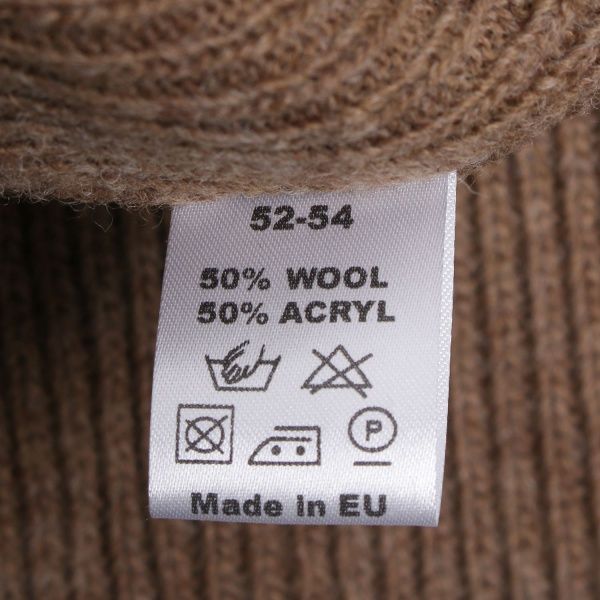 52-54
50% WOOL
50% ACRYL
P
Made in EU